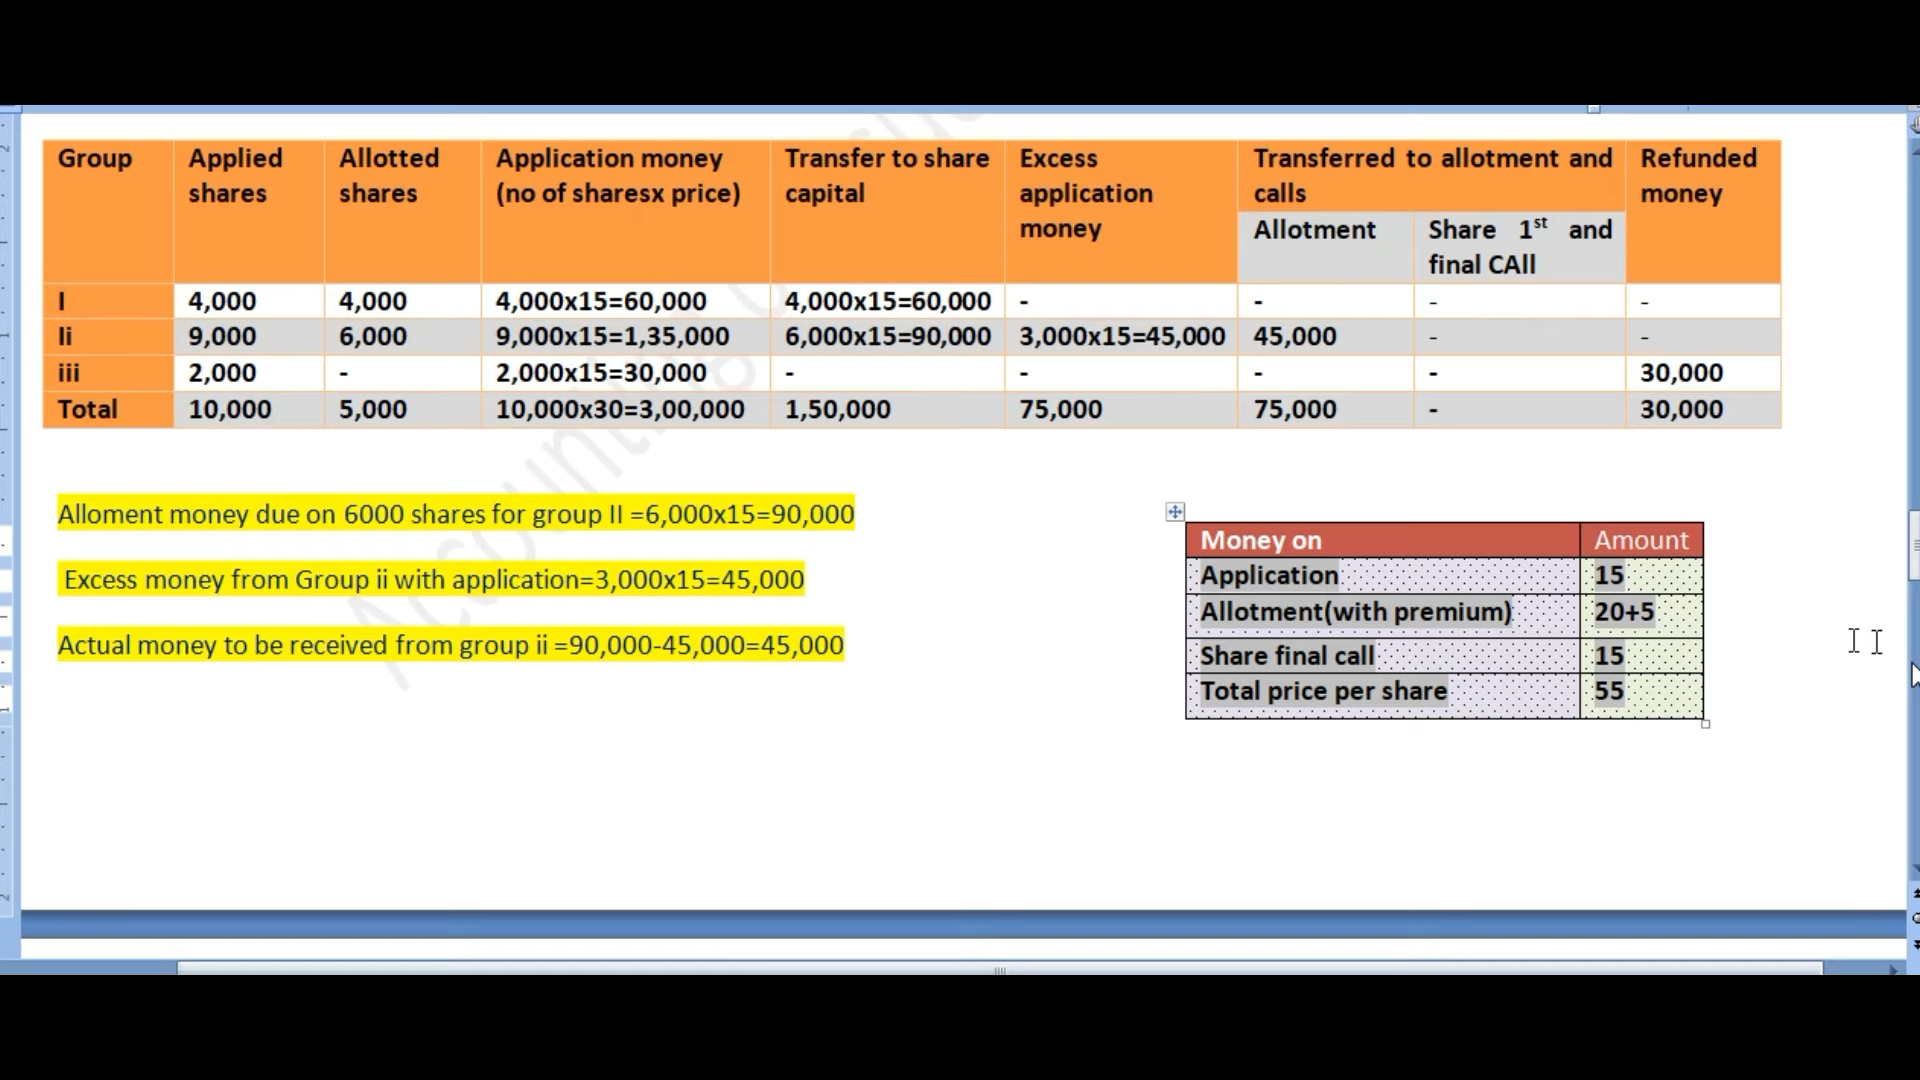 Group Applied shares Allotted shares Application money (no of sharesx price) Transfer to share capital Excess application money Transferred to allotment and calls Refunded money
Allotment Share 1st and final CAll
I 4,000 4,000 4,000x15=60,000 4,000x15=60,000 - - - -
Ii 9,000 6,000 9,000x15=1,35,000 6,000x15=90,000 3,000x15=45,000 45,000 - -
iii 2,000 - 2,000x15=30,000 - - - - 30,000
Total 10,000 5,000 10,000x30=3,00,000 1,50,000 75,000 75,000 - 30,000
Alloment money due on 6000 shares for group II =6,000x15=90,000
Excess money from Group ii with application=3,000x15=45,000
Actual money to be received from group ii =90,000-45,000=45,000
Money on Amount
Application 15
Allotment(with premium) 20+5
Share final call 15
Total price per share 55